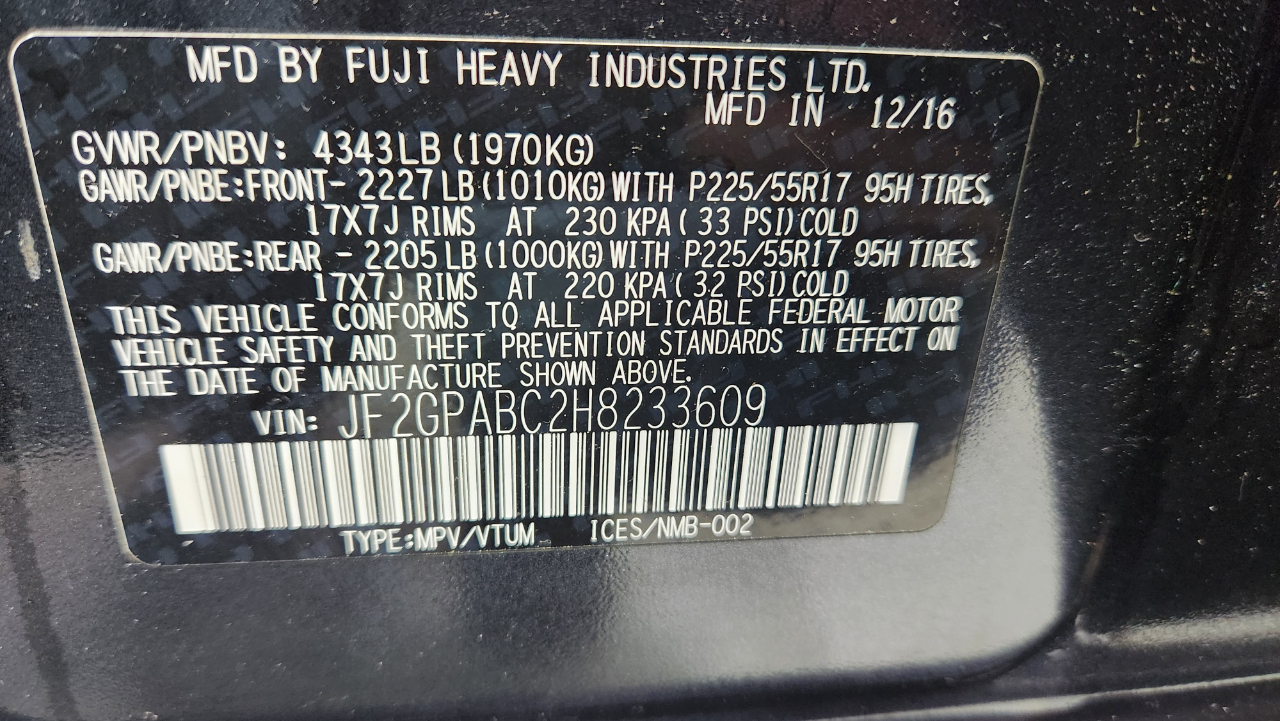 MFD BY FUJI HEAVY INDUSTRIES LTD.
MFD IN 12/16
GVWR/PNBV: 4343LB (1970KG)
GAWR/PNBE:FRONT- 2227 LB (1010KG) WITH P225/55R17 95H TIRES,
17X7J RIMS AT 230 KPA ( 33 PSI) COLD
GAWR/PNBE:REAR - 2205 LB (1000KG) WITH P225/55R17 95H TIRES,
17X7J RIMS AT 220 KPA ( 32 PSI) COLD
THIS VEHICLE CONFORMS TO ALL APPLICABLE FEDERAL MOTOR
VEHICLE SAFETY AND THEFT PREVENTION STANDARDS IN EFFECT ON
THE DATE OF MANUFACTURE SHOWN ABOVE.
VIN: JF2GPABC2H8233609
TYPE:MPV/VTUM ICES/NMB-002